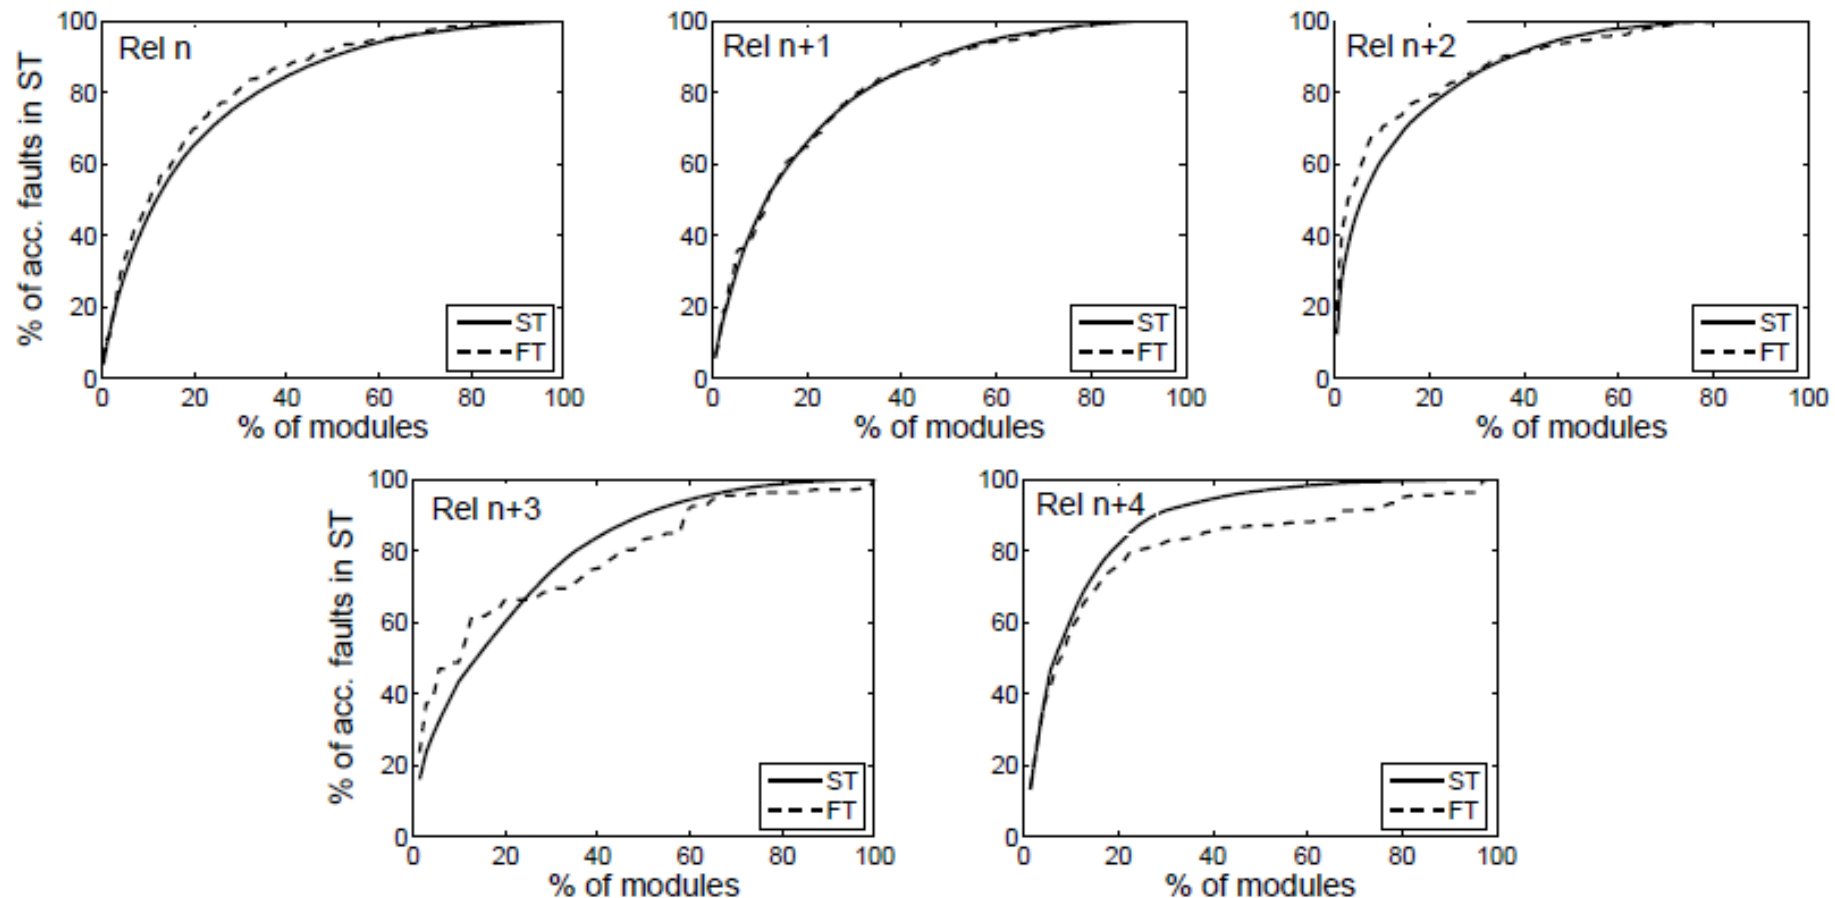 % of acc. faults in ST
100
80
60
40
20
0
Rel n
ST
FT
0 20 40 60 80 100
% of modules
100
80
60
40
20
0
Rel n+1
ST
FT
0 20 40 60 80 100
% of modules
100
80
60
40
20
0
Rel n+2
ST
FT
0 20 40 60 80 100
% of modules
% of acc. faults in ST
100
80
60
40
20
0
Rel n+3
ST
FT
0 20 40 60 80 100
% of modules
100
80
60
40
20
0
Rel n+4
ST
FT
0 20 40 60 80 100
% of modules